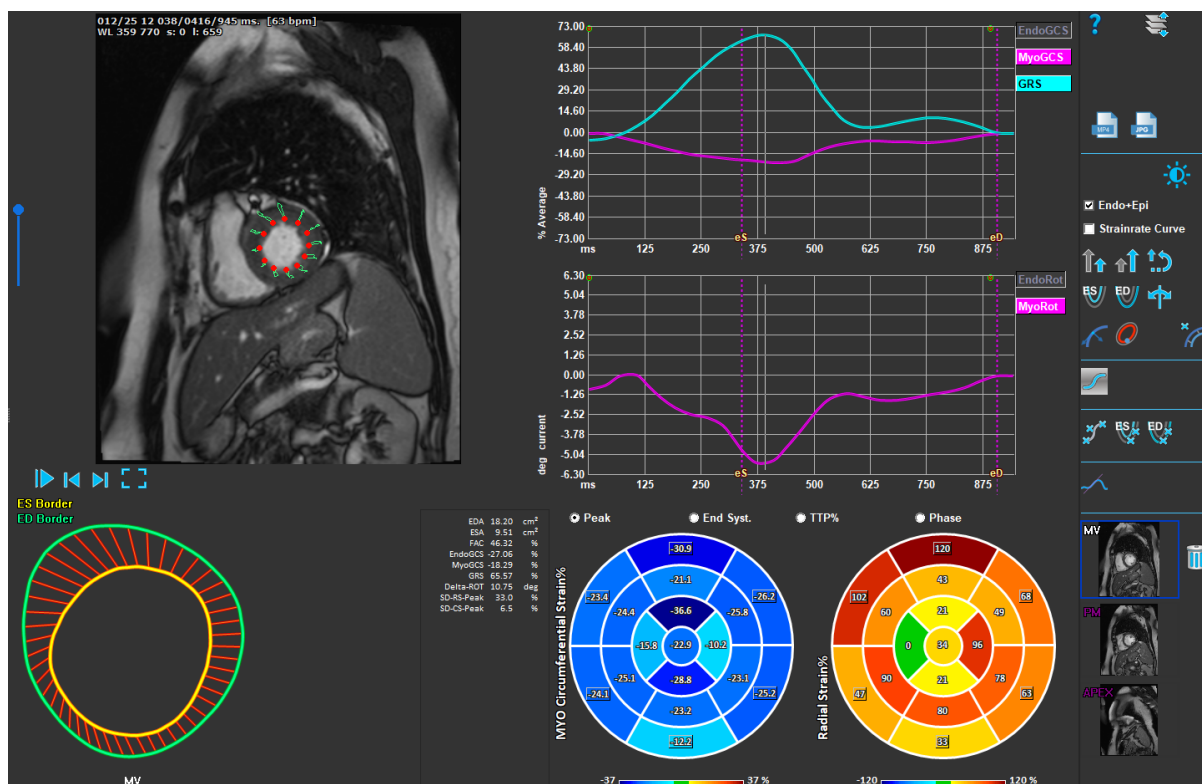 012/25 12 038/0416/945 ms. [63 bpm]
WL 359 770 s: 0 l: 659
73.00
58.40
43.80
29.20
14.60
0.00
-14.60
-29.20
-43.80
-58.40
-73.00
% Average
ms 125 250 375 500 625 750 875
eS eD
EndoGCS
MyoGCS
GRS
6.30
5.04
3.78
2.52
1.26
0.00
-1.26
-2.52
-3.78
-5.04
-6.30
deg current
ms 125 250 375 500 625 750 875
eS eD
EndoRot
MyoRot
?
MP4 JPG
Endo+Epi
Strainrate Curve
ES ED
ES ED
MV
PM
APEX
ES Border
ED Border
MV
EDA 18.20 cm²
ESA 9.51 cm²
FAC 46.32 %
EndoGCS -27.06 %
MyoGCS -18.29 %
GRS 65.57 %
Delta-ROT 10.75 deg
SD-RS-Peak 33.0 %
SD-CS-Peak 6.5 %
Peak End Syst. TTP% Phase
MYO Circumferential Strain%
-30.9
-23.4 -21.1 -26.2
-24.4 -36.6 -25.8
-15.8 -22.9 -10.2
-25.1 -28.8 -23.1
-24.1 -23.2 -25.2
-12.2
-37 37 %
Radial Strain%
120
102 43 68
60 21 49
0 34 96
90 21 78
47 80 63
33
-120 120 %